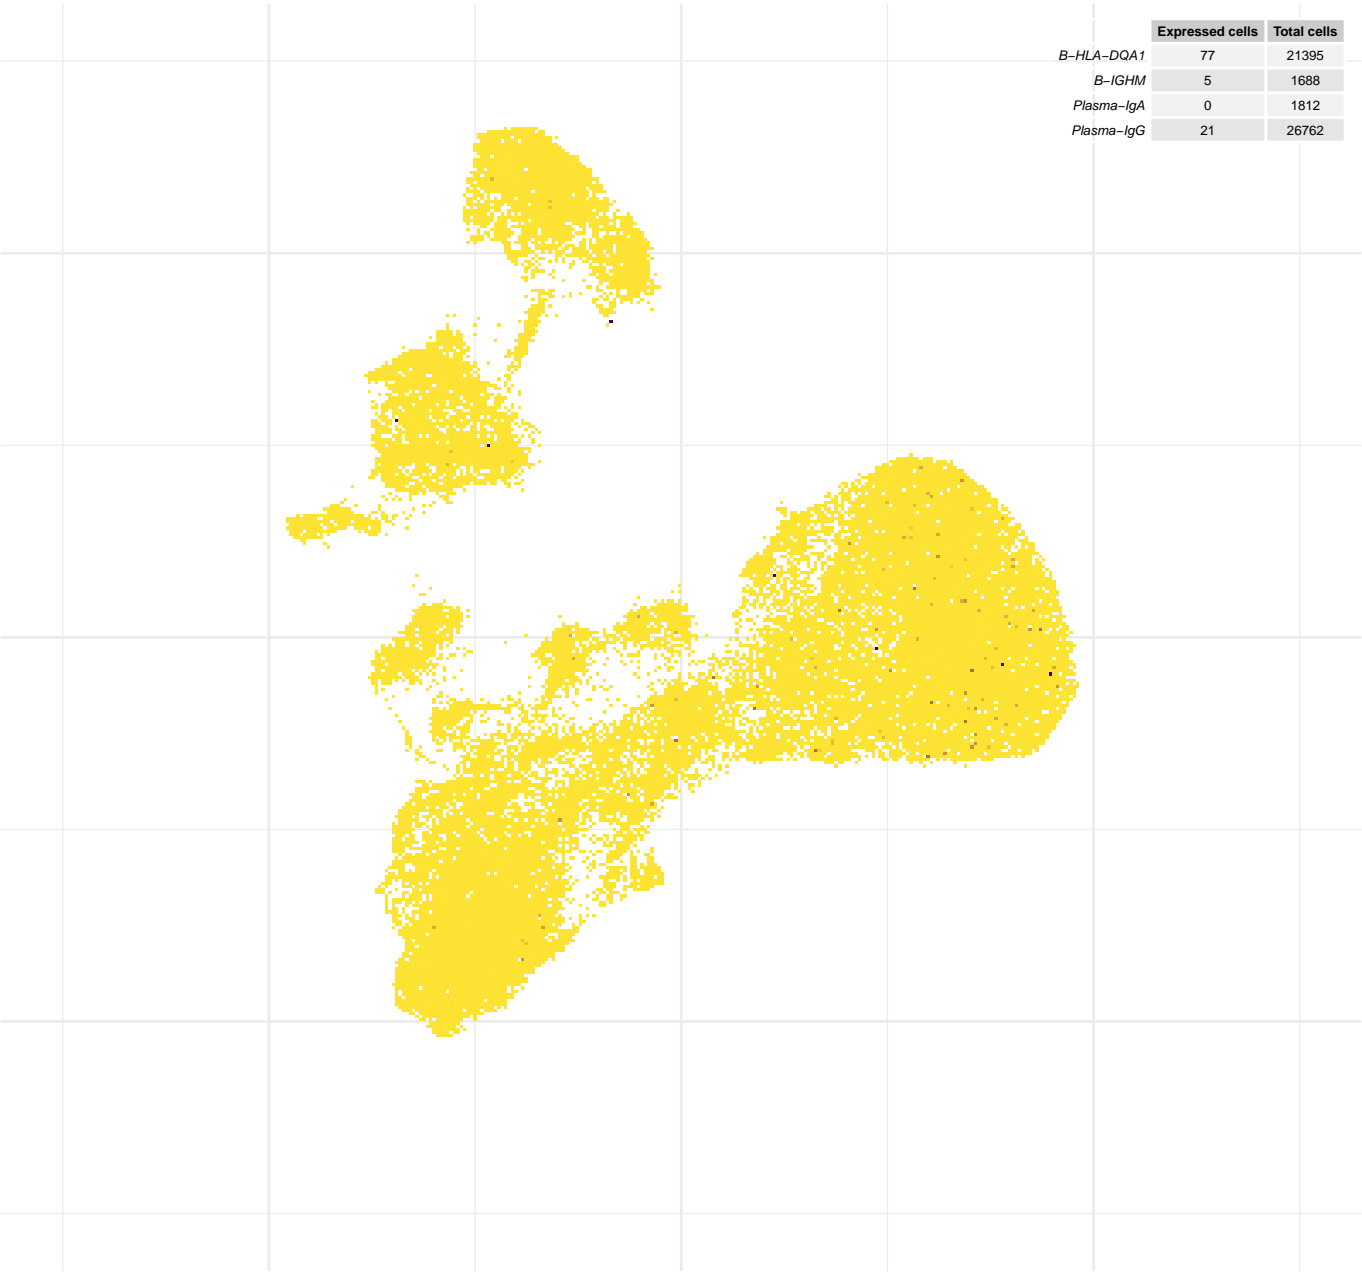 Expressed cells Total cells
B−HLA−DQA1 77 21395
B−IGHM 5 1688
Plasma−IgA 0 1812
Plasma−IgG 21 26762